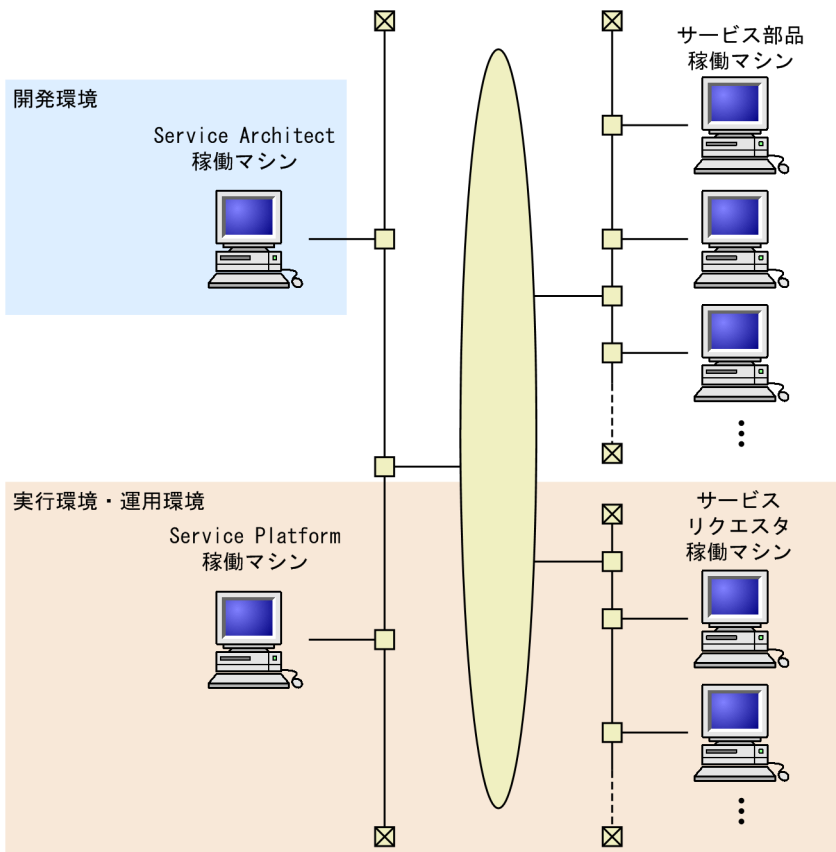 サービス部品
稼働マシン
開発環境
Service Architect
稼働マシン
実行環境・運用環境
Service Platform
稼働マシン
サービス
リクエスタ
稼働マシン